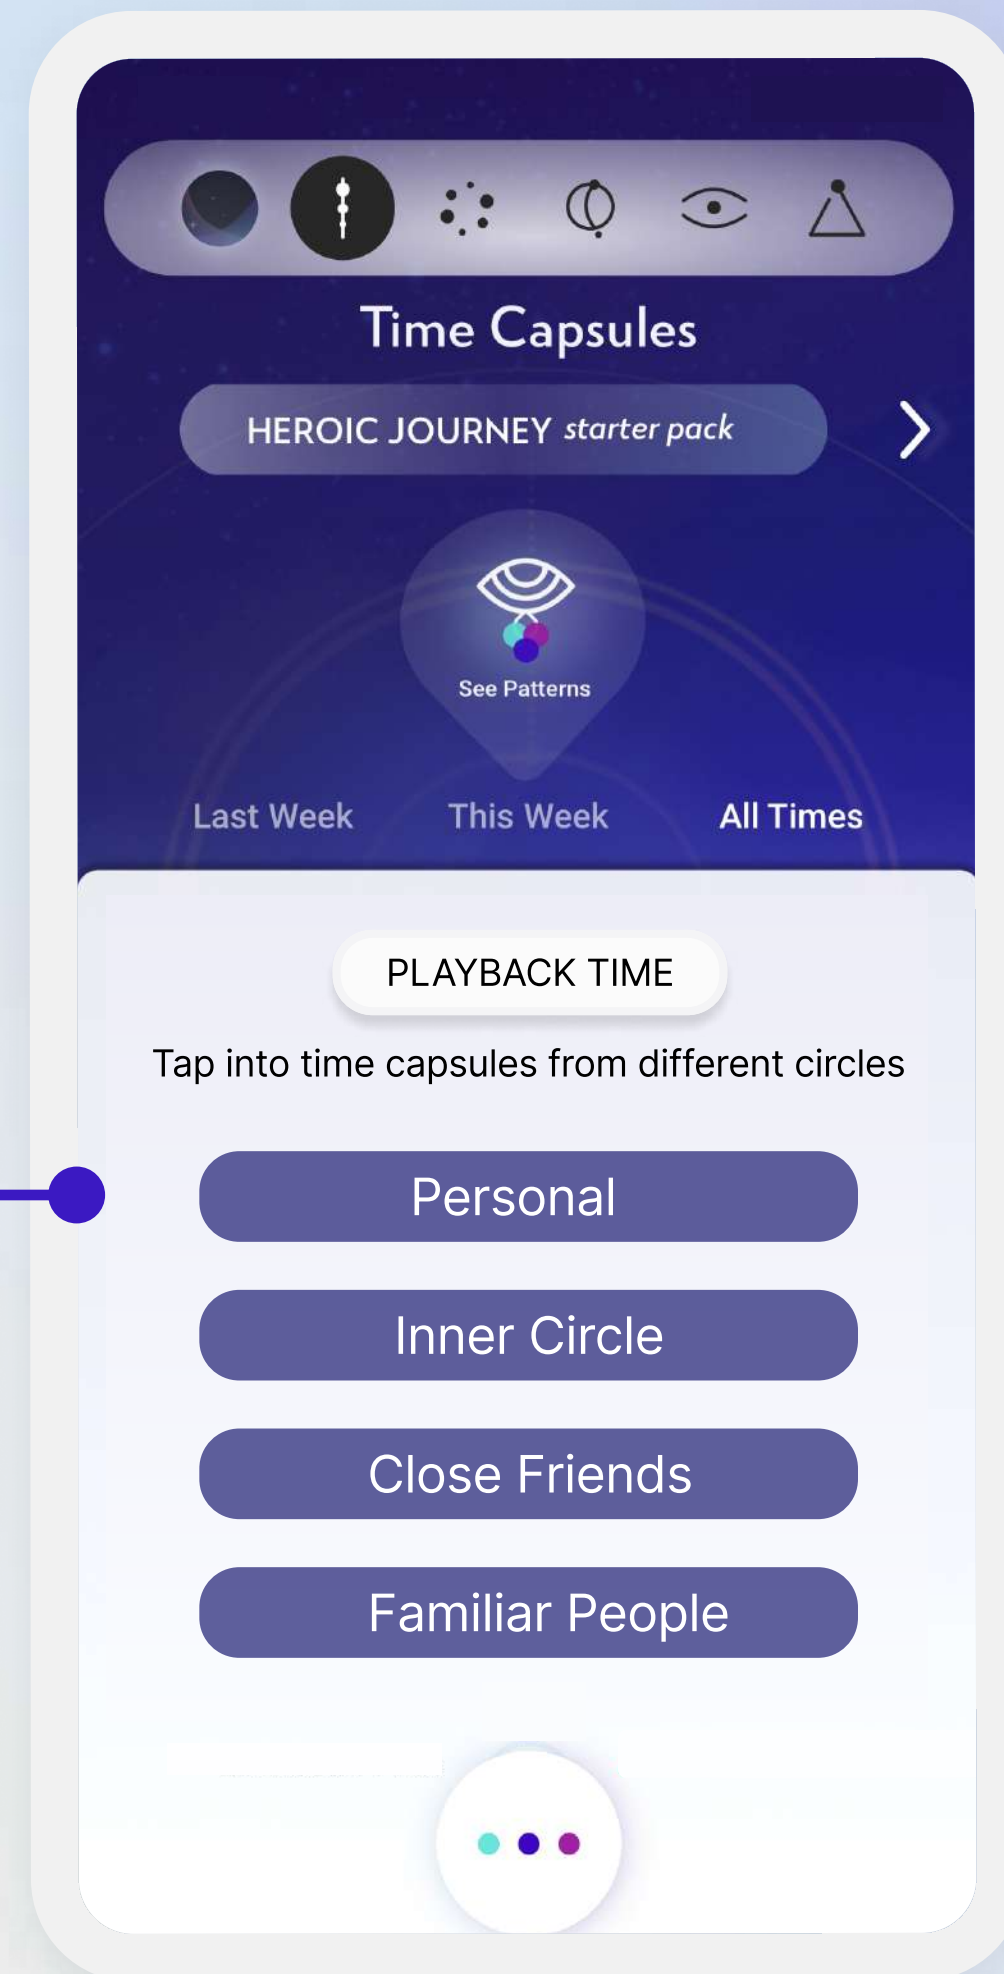 Time Capsules
HEROIC JOURNEY starter pack
See Patterns
Last Week This Week All Times
PLAYBACK TIME
Tap into time capsules from different circles
Personal
Inner Circle
Close Friends
Familiar People